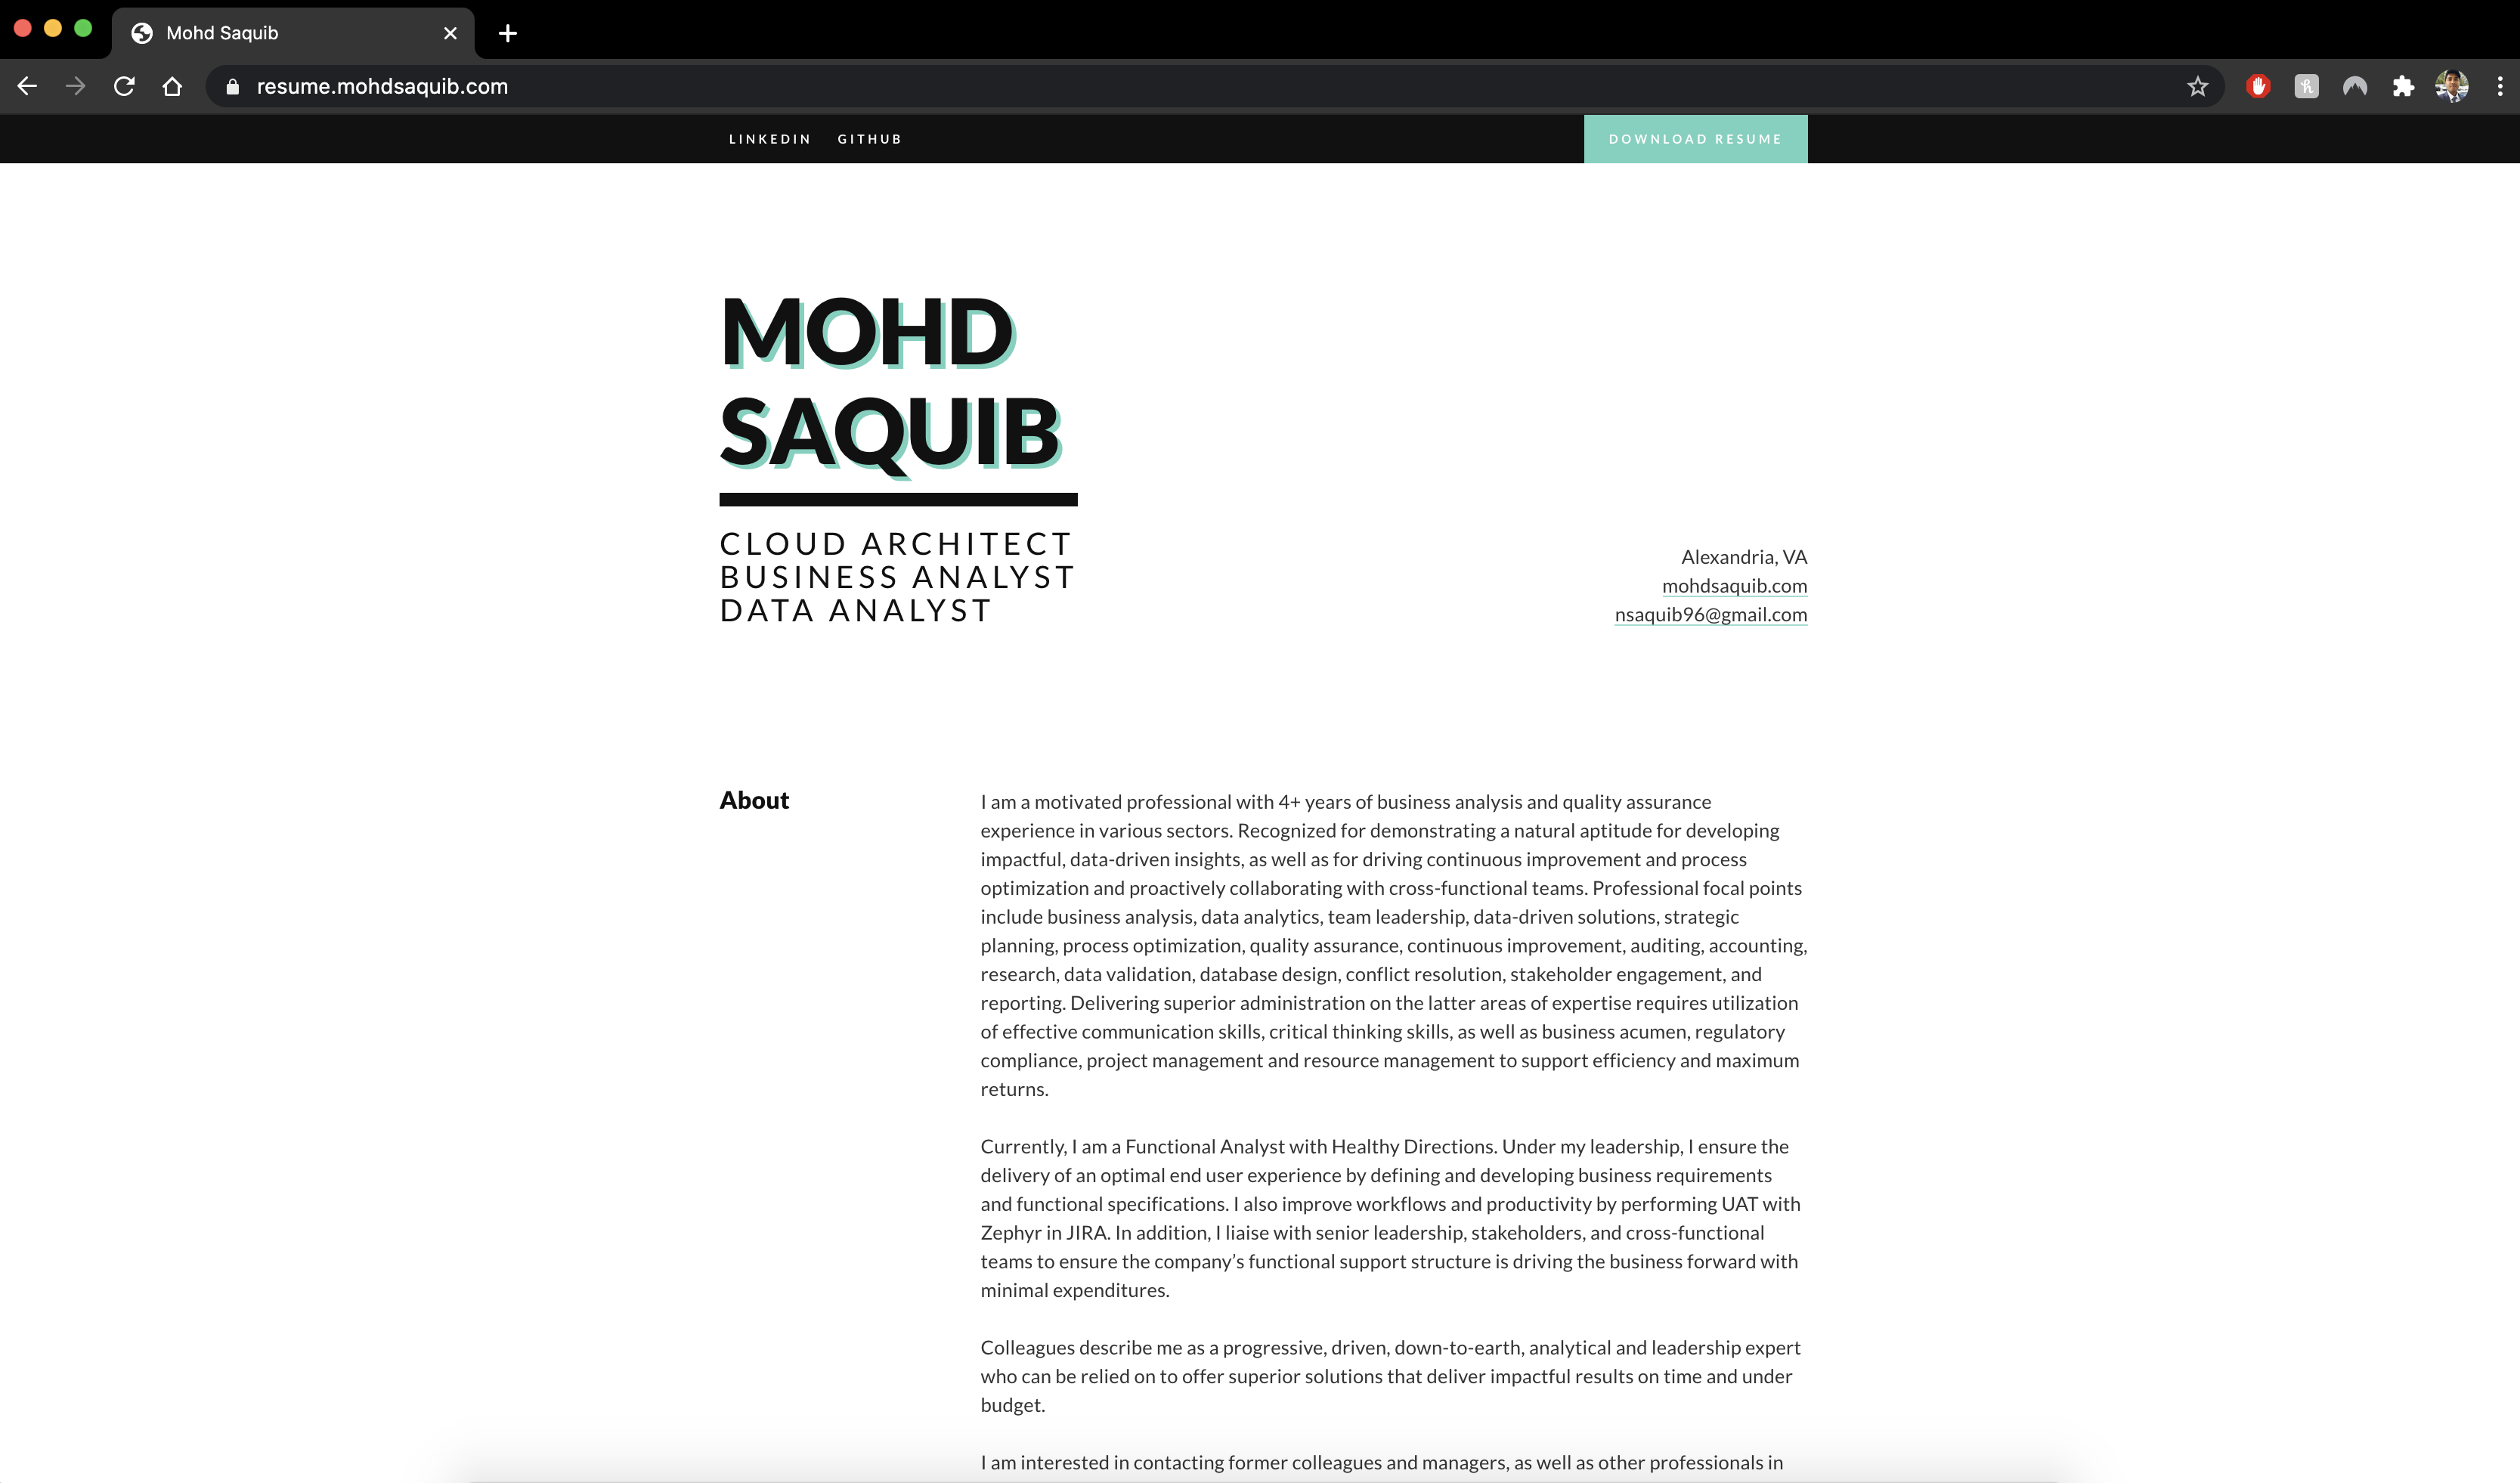 Mohd Saquib
resume.mohdsaquib.com
LINKEDIN GITHUB DOWNLOAD RESUME
MOHD
SAQUIB
CLOUD ARCHITECT
BUSINESS ANALYST
DATA ANALYST
Alexandria, VA
mohdsaquib.com
nsaquib96@gmail.com
About
I am a motivated professional with 4+ years of business analysis and quality assurance
experience in various sectors. Recognized for demonstrating a natural aptitude for developing
impactful, data-driven insights, as well as for driving continuous improvement and process
optimization and proactively collaborating with cross-functional teams. Professional focal points
include business analysis, data analytics, team leadership, data-driven solutions, strategic
planning, process optimization, quality assurance, continuous improvement, auditing, accounting,
research, data validation, database design, conflict resolution, stakeholder engagement, and
reporting. Delivering superior administration on the latter areas of expertise requires utilization
of effective communication skills, critical thinking skills, as well as business acumen, regulatory
compliance, project management and resource management to support efficiency and maximum
returns.
Currently, I am a Functional Analyst with Healthy Directions. Under my leadership, I ensure the
delivery of an optimal end user experience by defining and developing business requirements
and functional specifications. I also improve workflows and productivity by performing UAT with
Zephyr in JIRA. In addition, I liaise with senior leadership, stakeholders, and cross-functional
teams to ensure the company’s functional support structure is driving the business forward with
minimal expenditures.
Colleagues describe me as a progressive, driven, down-to-earth, analytical and leadership expert
who can be relied on to offer superior solutions that deliver impactful results on time and under
budget.
I am interested in contacting former colleagues and managers, as well as other professionals in